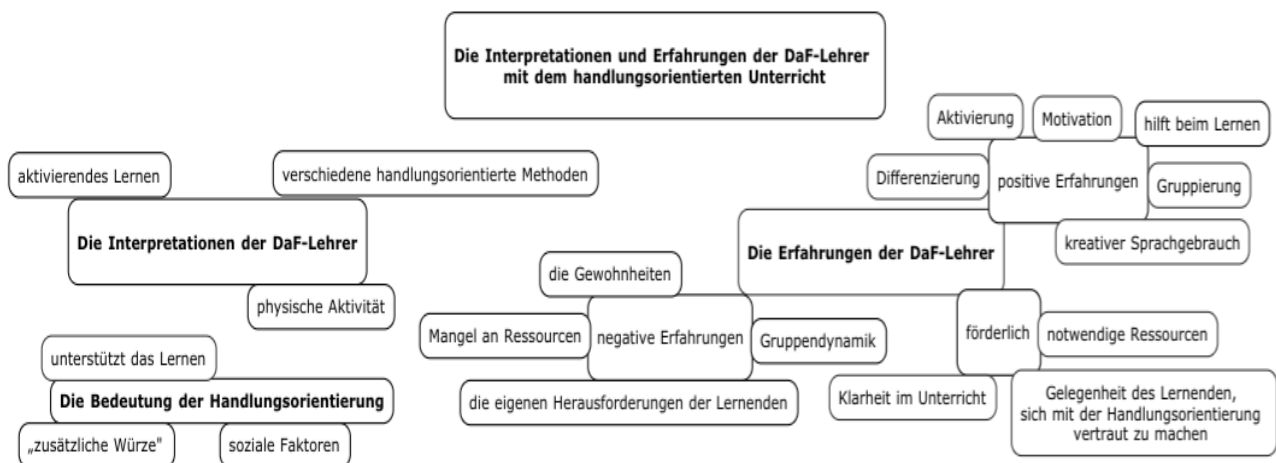 Die Interpretationen und Erfahrungen der DaF-Lehrer
mit dem handlungsorientierten Unterricht
aktivierendes Lernen
verschiedene handlungsorientierte Methoden
Die Interpretationen der DaF-Lehrer
physische Aktivität
unterstützt das Lernen
Die Bedeutung der Handlungsorientierung
„zusätzliche Würze"
soziale Faktoren
Aktivierung
Motivation
hilft beim Lernen
Differenzierung
positive Erfahrungen
Gruppierung
kreativer Sprachgebrauch
Die Erfahrungen der DaF-Lehrer
die Gewohnheiten
Mangel an Ressourcen
negative Erfahrungen
Gruppendynamik
die eigenen Herausforderungen der Lernenden
förderlich
notwendige Ressourcen
Klarheit im Unterricht
Gelegenheit des Lernenden,
sich mit der Handlungsorientierung
vertraut zu machen